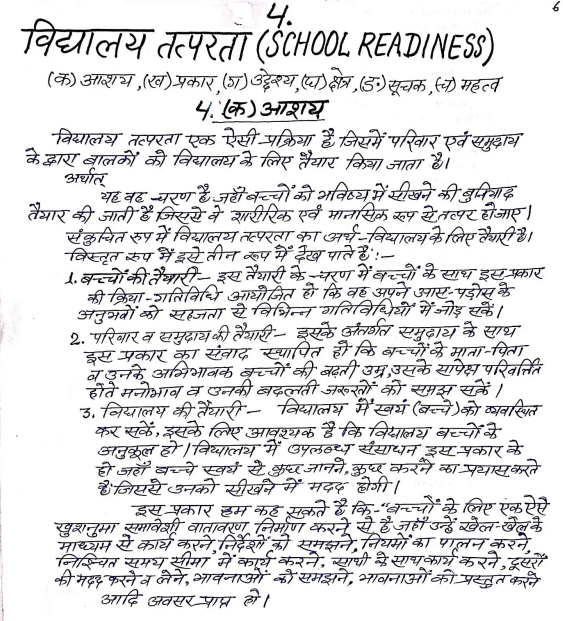 6
4.
विद्यालय तत्परता (SCHOOL READINESS)
(क) आशय, (ख) प्रकार, (ग) उद्देश्य, (घ) क्षेत्र, (ङ) सूचक, (च) महत्व
4. (क) आशय
विद्यालय तत्परता एक ऐसी प्रक्रिया है जिसमें परिवार एवं समुदाय
के द्वारा बालकों को विद्यालय के लिए तैयार किया जाता है।
अर्थात्
यह वह चरण है जहाँ बच्चों को भविष्य में सीखने की बुनियाद
तैयार की जाती है जिससे वे शारीरिक एवं मानसिक रूप से तत्पर हो जाए।
संकुचित रूप में विद्यालय तत्परता का अर्थ-विद्यालय के लिए तैयारी है।
विस्तृत रूप में इसे तीन रूप में देख पाते हैं:-
1. बच्चों की तैयारी:- इस तैयारी के चरण में बच्चों के साथ इस प्रकार
की क्रिया-गतिविधि आयोजित हो कि वह अपने आस-पड़ोस के
अनुभवों को सहजता से विभिन्न गतिविधियों में जोड़ सकें।
2. परिवार व समुदाय की तैयारी:- इसके अंतर्गत समुदाय के साथ
इस प्रकार का संवाद स्थापित हो कि बच्चों के माता-पिता
व उनके अभिभावक बच्चों की बढ़ती उम्र, उसके सापेक्ष परिवर्तित
होते मनोभाव व उनकी बदलती जरूरतों को समझ सकें।
3. विद्यालय की तैयारी:- विद्यालय में स्वयं (बच्चे) को व्यवस्थित
कर सकें, इसके लिए आवश्यक है कि विद्यालय बच्चों के
अनुकूल हो। विद्यालय में उपलब्ध संसाधन इस प्रकार के
हो जहाँ बच्चे स्वयं से कुछ जानने, कुछ करने का प्रयास करते
है जिससे उनको सीखने में मदद होगी।
इस प्रकार हम कह सकते है कि-"बच्चों के लिए एक ऐसे
खुशनुमा समावेशी वातावरण निर्माण करने से है जहाँ उन्हें खेल-खेल के
माध्यम से कार्य करने, निर्देशों को समझने, नियमों का पालन करने,
निश्चित समय सीमा में कार्य करने, साथी के साथ कार्य करने, दूसरों
की मदद करने व लेने, भावनाओं को समझने, भावनाओं को प्रस्तुत करने
आदि अवसर प्राप्त हो।